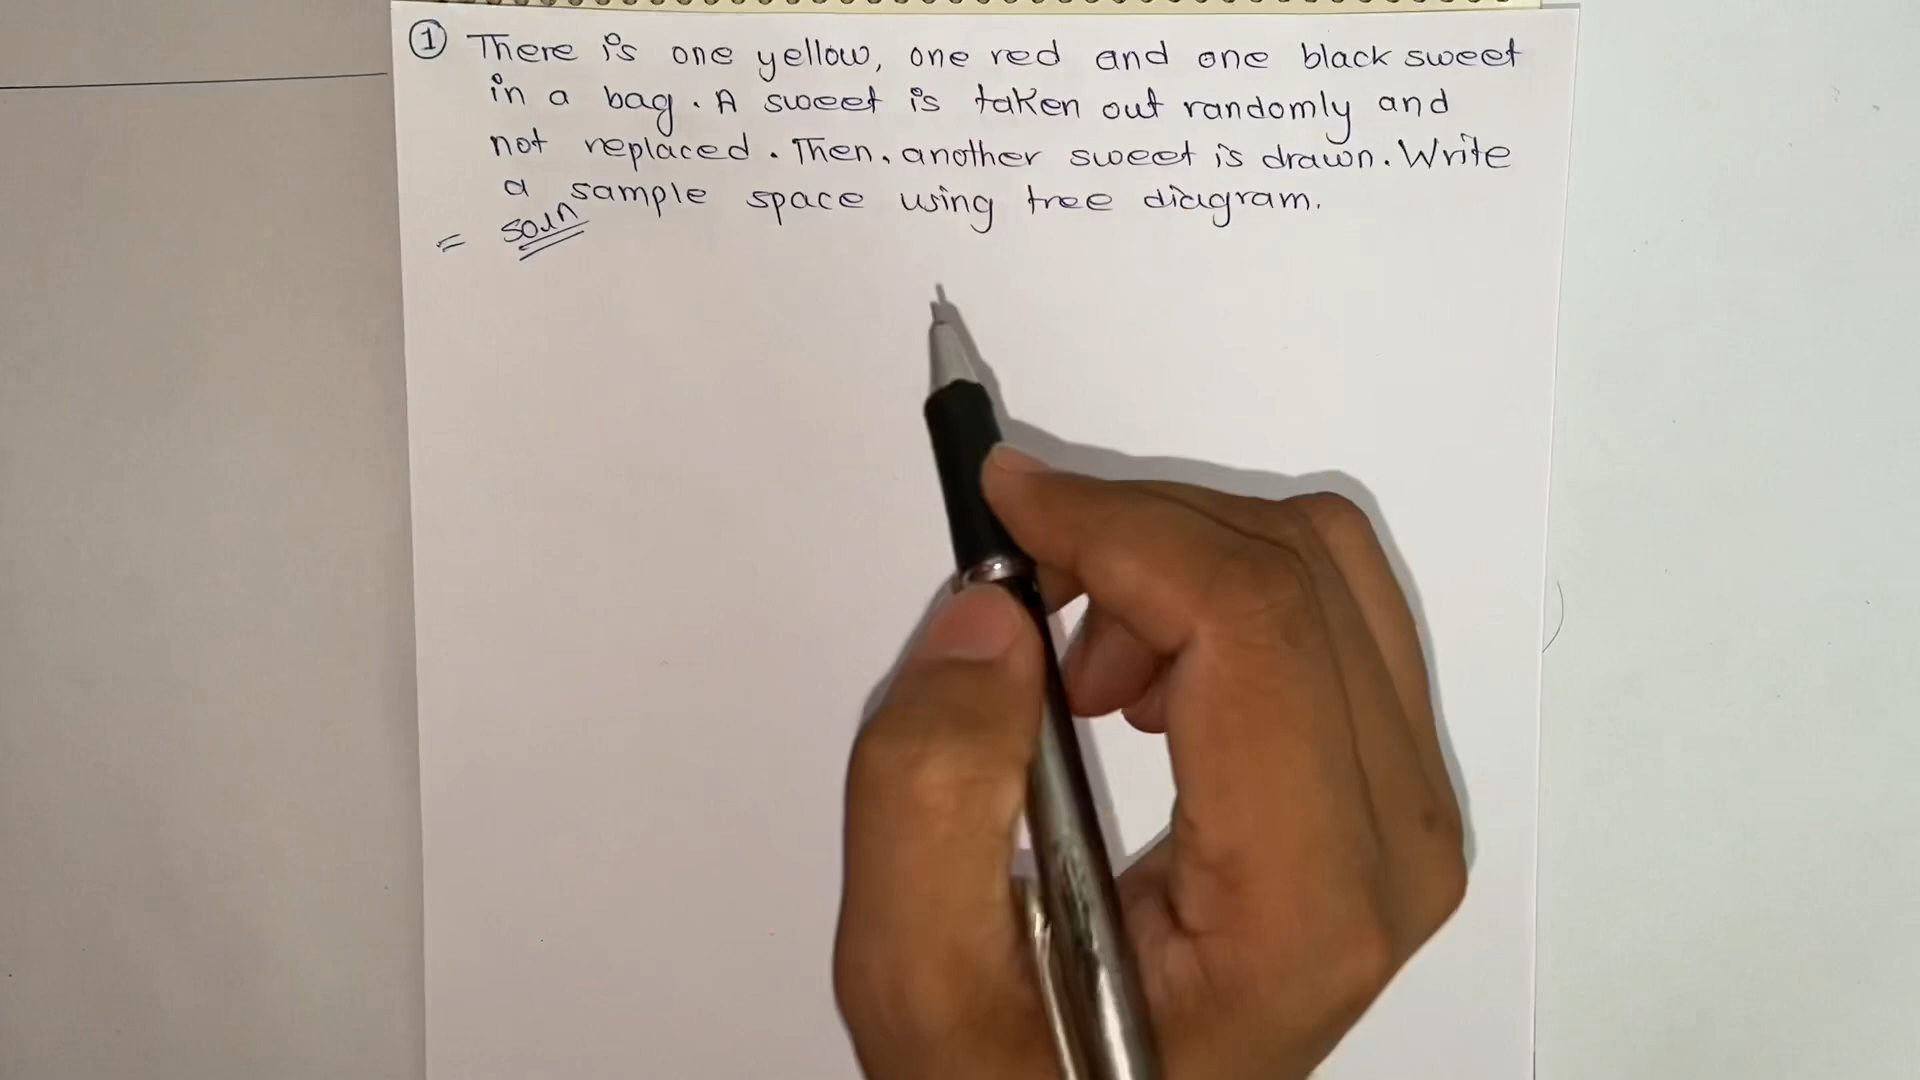 ① There is one yellow, one red and one black sweet
in a bag. A sweet is taken out randomly and
not replaced. Then, another sweet is drawn. Write
a sample space using tree diagram.
= soln